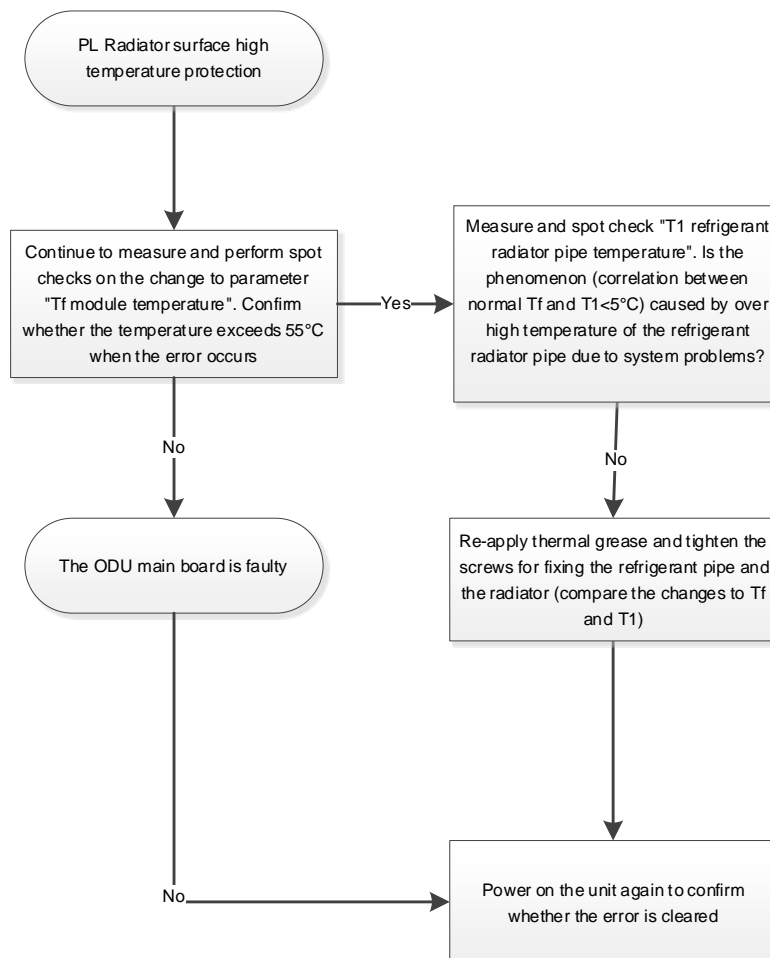 PL Radiator surface high
temperature protection
Continue to measure and perform spot
checks on the change to parameter
"Tf module temperature". Confirm
whether the temperature exceeds 55°C
when the error occurs
Yes
Measure and spot check "T1 refrigerant
radiator pipe temperature". Is the
phenomenon (correlation between
normal Tf and T1<5°C) caused by over
high temperature of the refrigerant
radiator pipe due to system problems?
No
No
The ODU main board is faulty
Re-apply thermal grease and tighten the
screws for fixing the refrigerant pipe and
the radiator (compare the changes to Tf
and T1)
No
Power on the unit again to confirm
whether the error is cleared